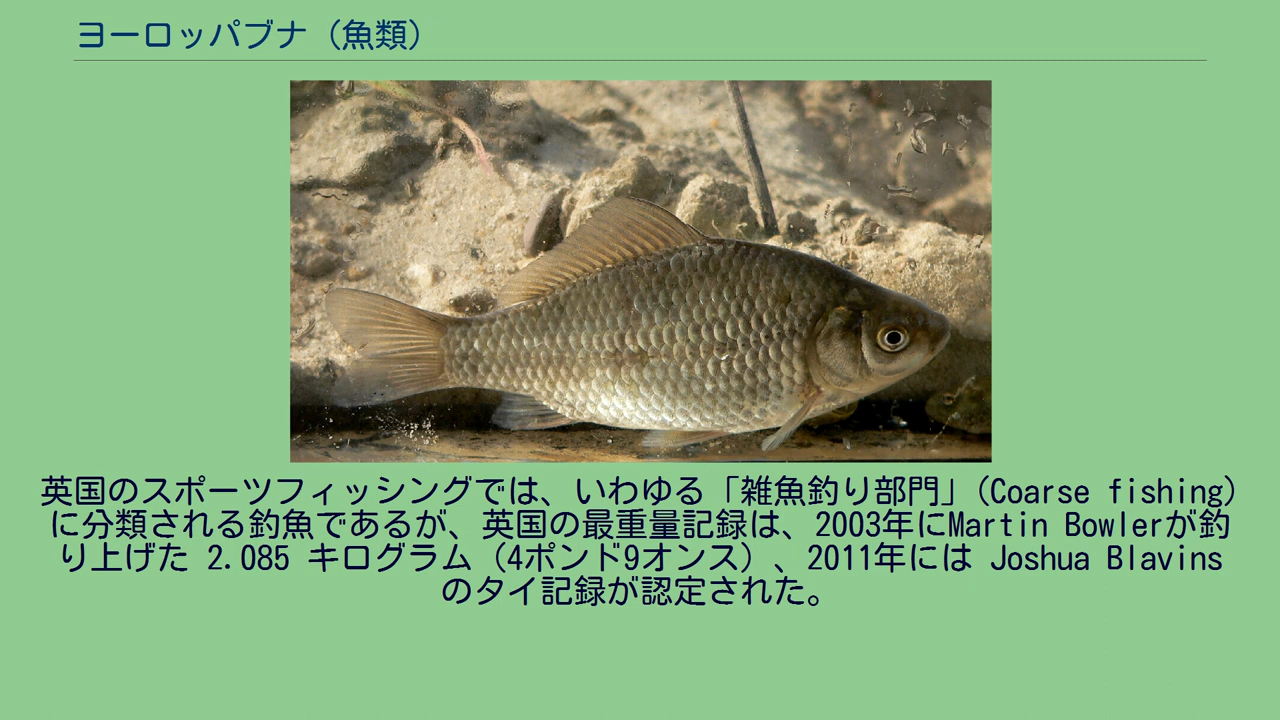 ヨーロッパブナ（魚類）
英国のスポーツフィッシングでは、いわゆる「雑魚釣り部門」(Coarse fishing)
に分類される釣魚であるが、英国の最重量記録は、2003年にMartin Bowlerが釣
り上げた 2.085 キログラム（4ポンド9オンス）、2011年には Joshua Blavins
のタイ記録が認定された。